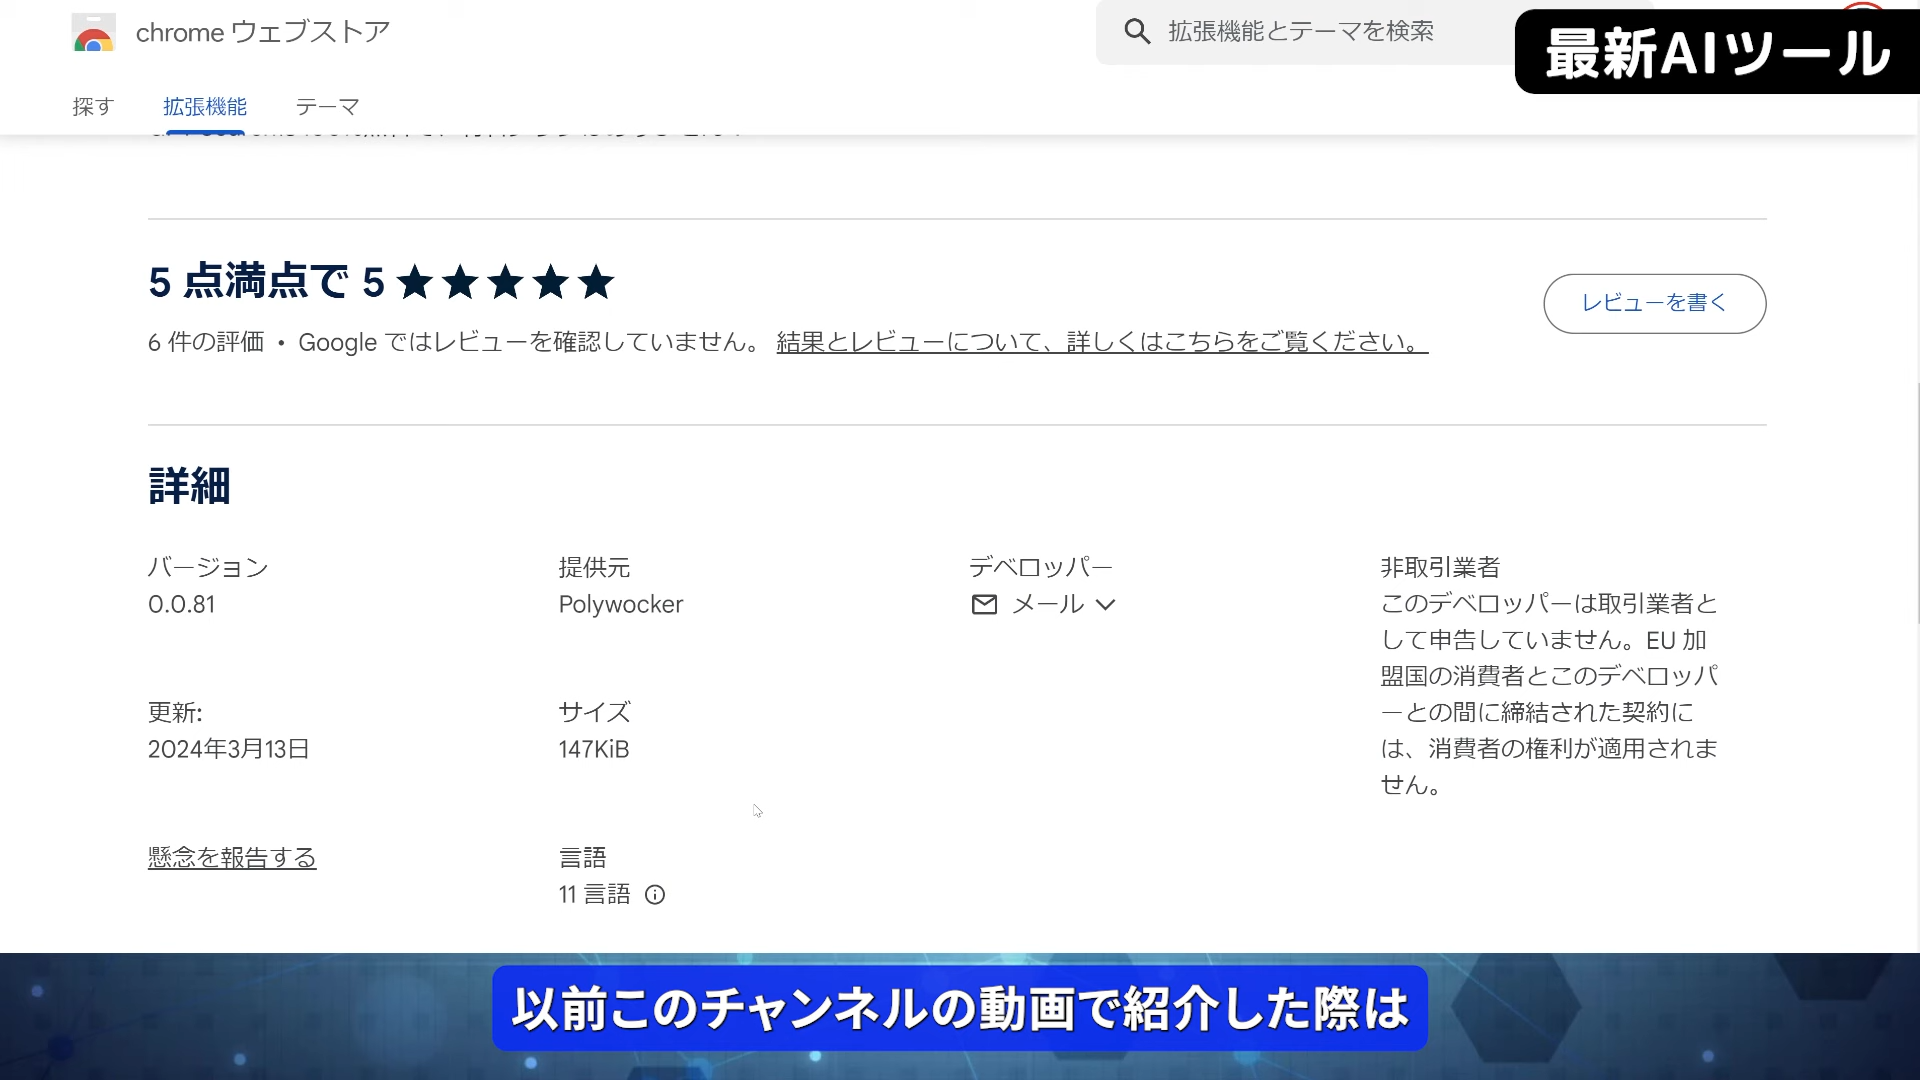 chrome ウェブストア
拡張機能とテーマを検索
最新AIツール
探す
拡張機能
テーマ
5 点満点で 5★★★★★
レビューを書く
6 件の評価 • Google ではレビューを確認していません。 結果とレビューについて、詳しくはこちらをご覧ください。
詳細
バージョン
0.0.81
提供元
Polywocker
デベロッパー
メール
非取引業者
このデベロッパーは取引業者と
して申告していません。EU 加
盟国の消費者とこのデベロッパ
ーとの間に締結された契約に
は、消費者の権利が適用されま
せん。
更新:
2024年3月13日
サイズ
147KiB
懸念を報告する
言語
11 言語
以前このチャンネルの動画で紹介した際は